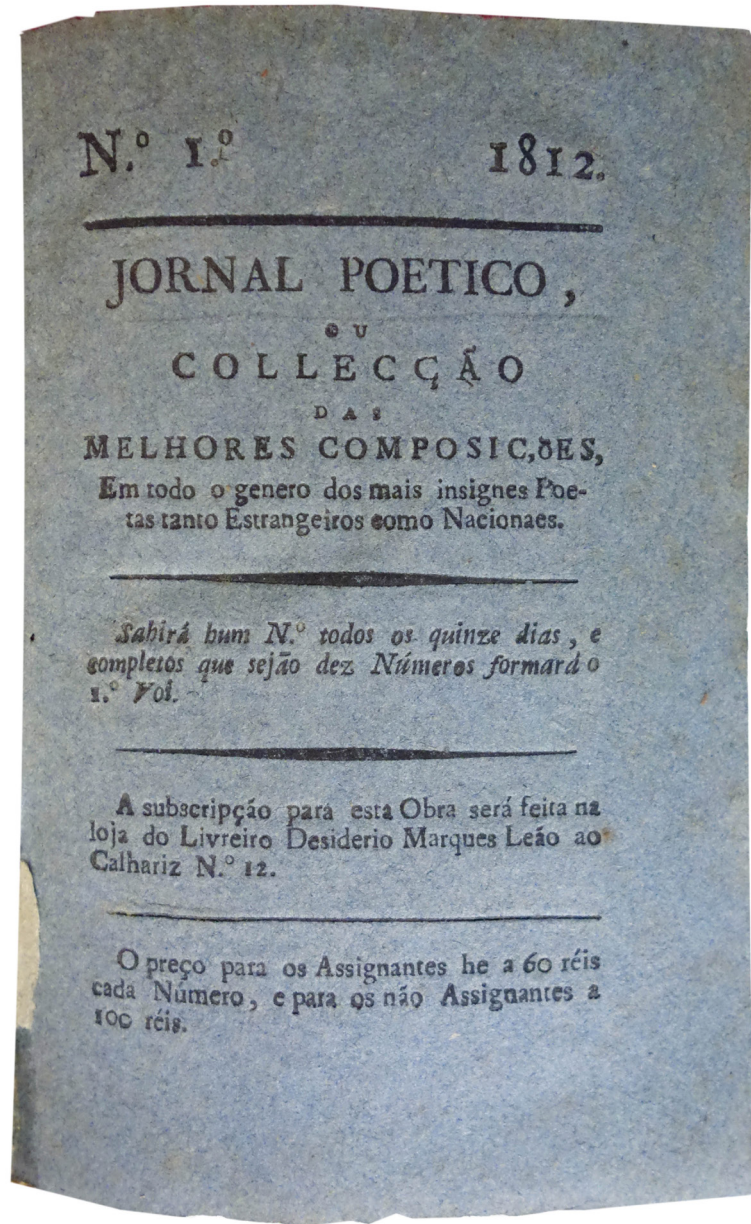 N.º 1.º 1812.
JORNAL POETICO,
OU
COLLECÇÃO
DAS
MELHORES COMPOSIÇÕES,
Em todo o genero dos mais insignes Poe-
tas tanto Estrangeiros como Nacionaes.
Sahirá hum N.º todos os quinze dias, e
completos que sejão dez Números formará o
1.º Vol.
A subscripção para esta Obra será feita na
loja do Livreiro Desiderio Marques Leão ao
Calhariz N.º 12.
O preço para os Assignantes he a 60 réis
cada Número, e para os não Assignantes a
100 réis.